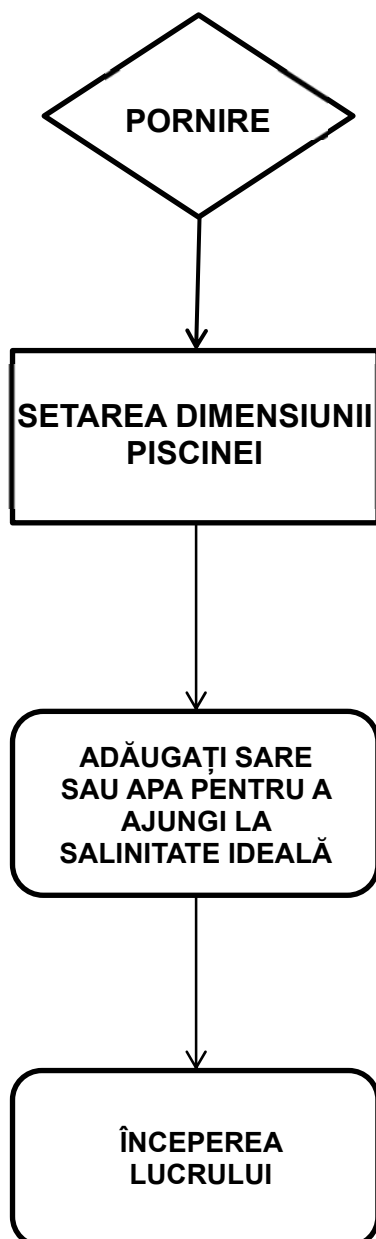 PORNIRE
SETAREA DIMENSIUNII
PISCINEI
ADĂUGAȚI SARE
SAU APA PENTRU A
AJUNGI LA
SALINITATE IDEALĂ
ÎNCEPEREA
LUCRULUI